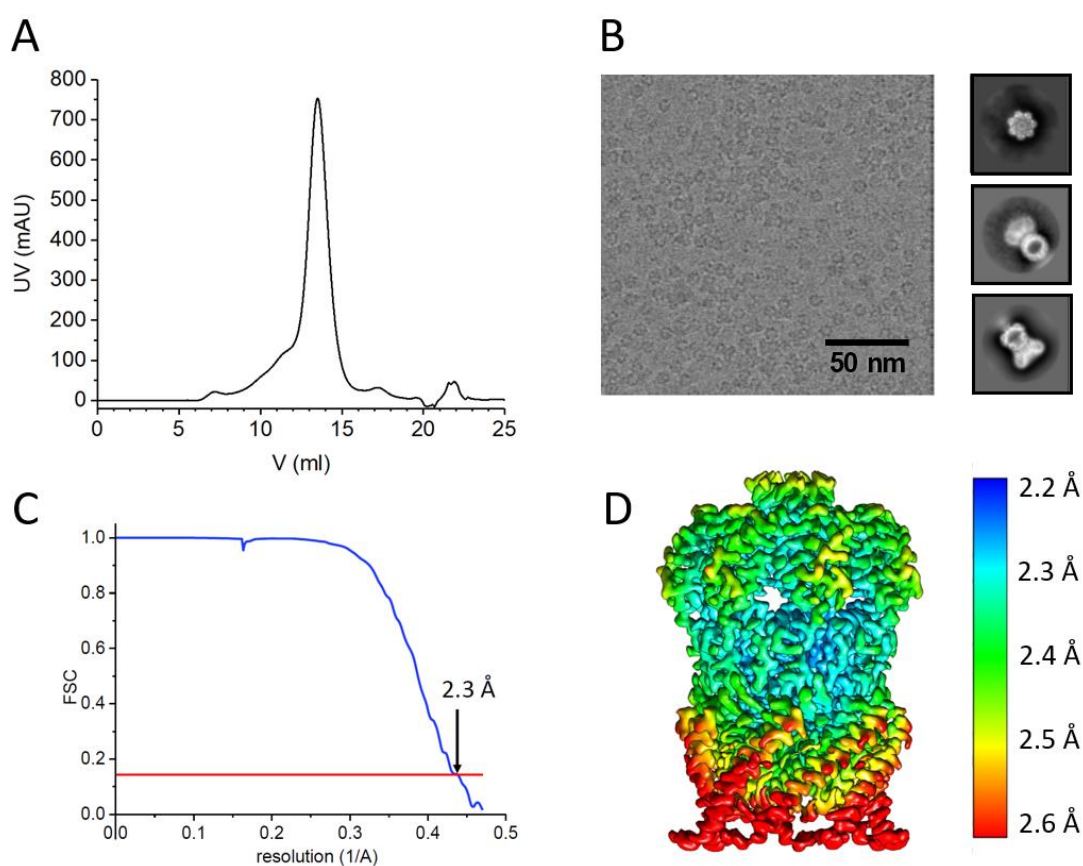 A
800
700
600
500
400
300
200
100
0
UV (mAU)
0 5 10 15 20 25
V (ml)
B
50 nm
C
1.0
0.8
0.6
0.4
0.2
0.0
FSC
2.3 Å
0.0 0.1 0.2 0.3 0.4 0.5
resolution (1/A)
D
2.2 Å
2.3 Å
2.4 Å
2.5 Å
2.6 Å